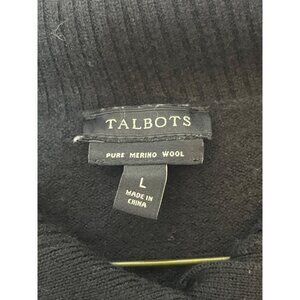 TALBOTS
PURE MERINO WOOL
L
MADE IN
CHINA